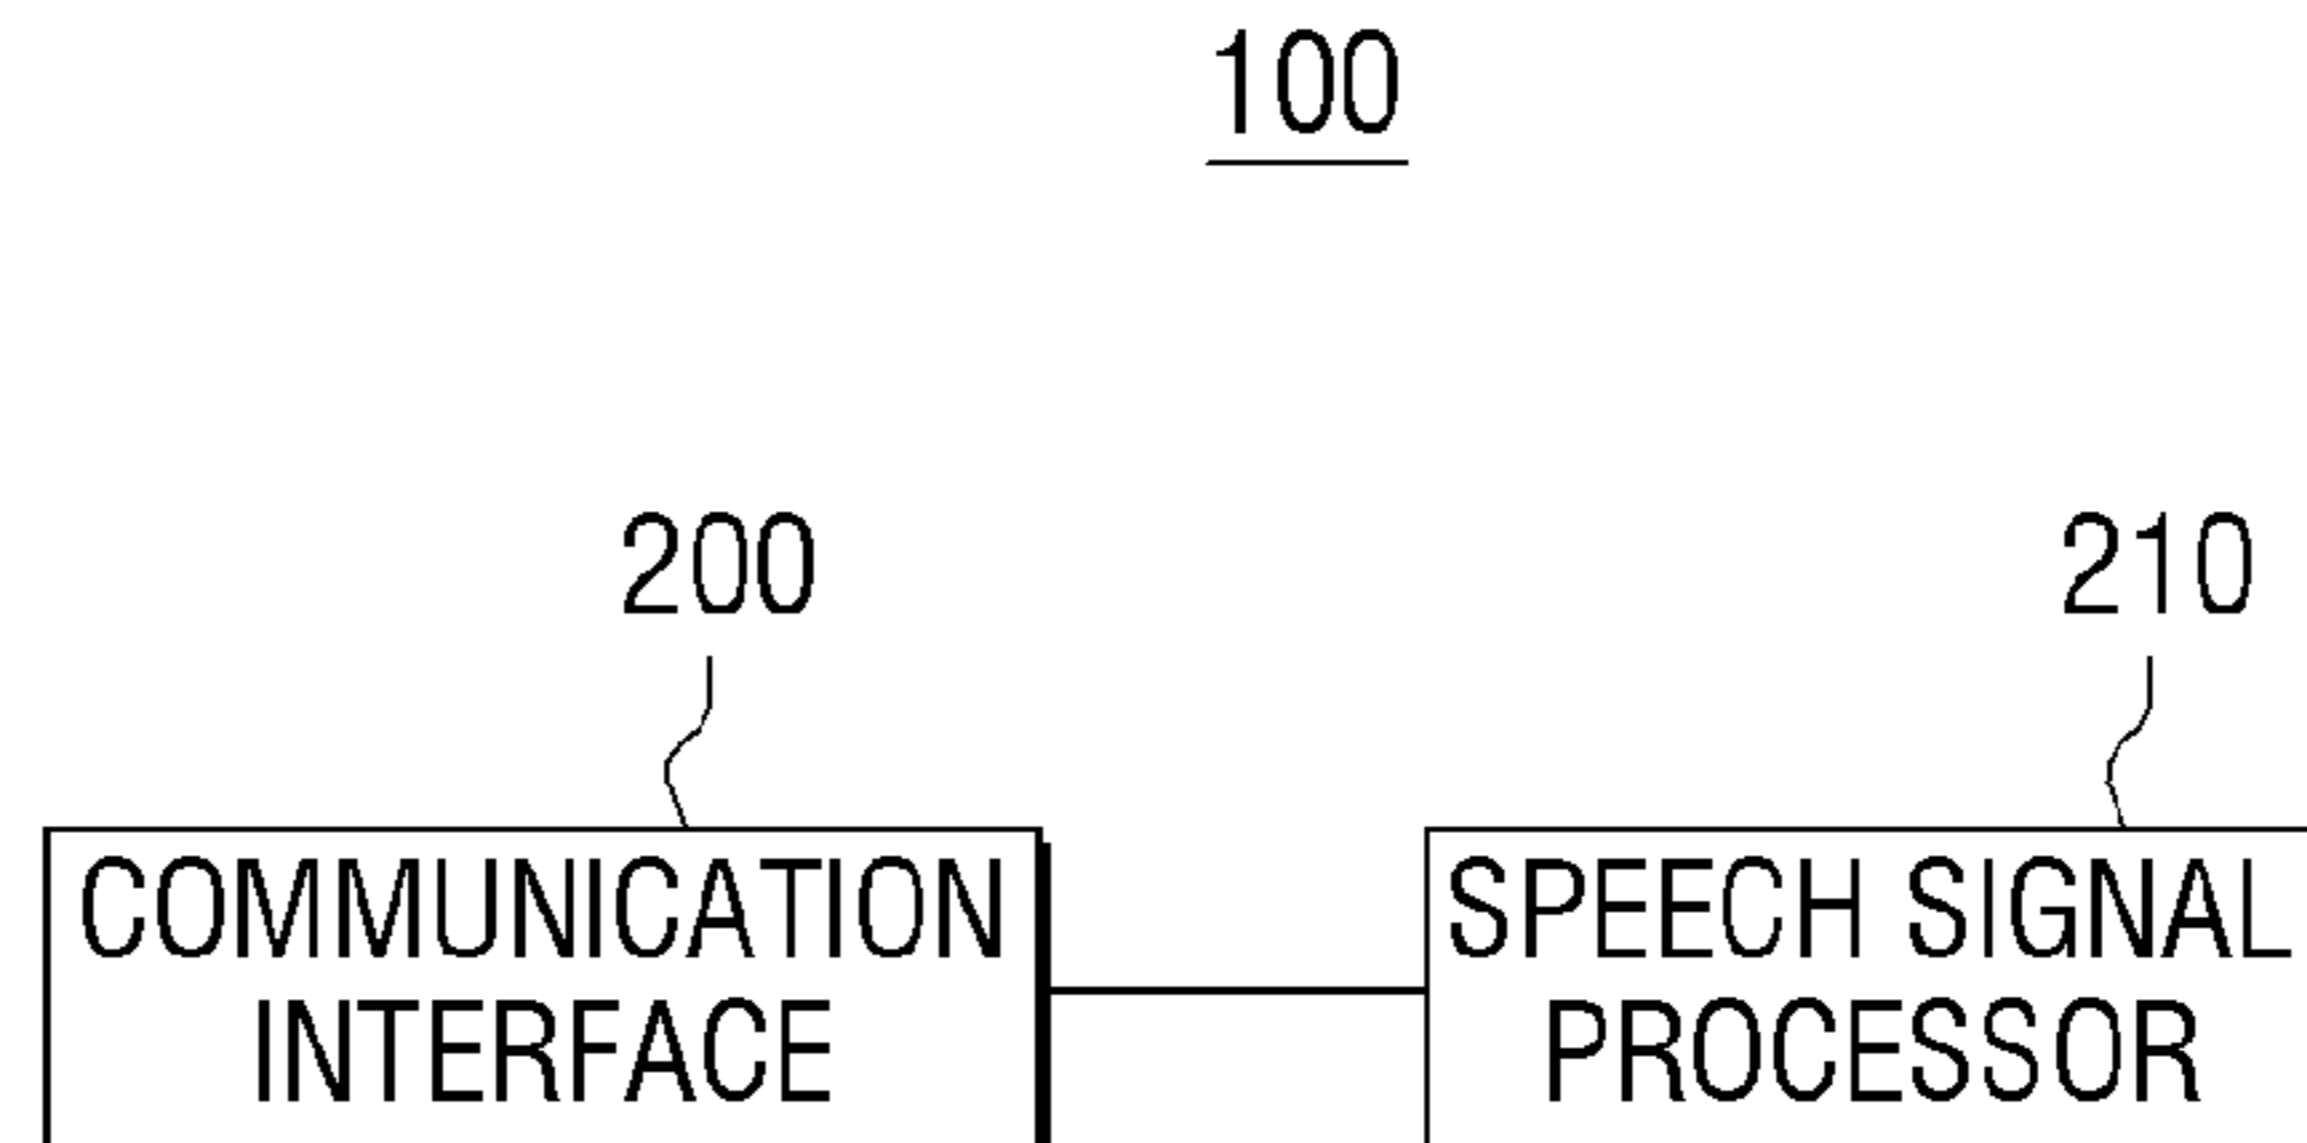 100
200
210
COMMUNICATION
INTERFACE
SPEECH SIGNAL
PROCESSOR